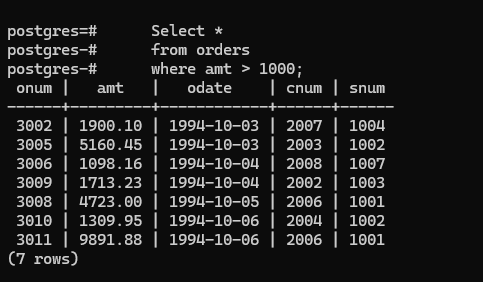 postgres=#      Select *
postgres-#      from orders
postgres-#      where amt > 1000;
 onum |   amt   |   odate    | cnum | snum
------+---------+------------+------+------
 3002 | 1900.10 | 1994-10-03 | 2007 | 1004
 3005 | 5160.45 | 1994-10-03 | 2003 | 1002
 3006 | 1098.16 | 1994-10-04 | 2008 | 1007
 3009 | 1713.23 | 1994-10-04 | 2002 | 1003
 3008 | 4723.00 | 1994-10-05 | 2006 | 1001
 3010 | 1309.95 | 1994-10-06 | 2004 | 1002
 3011 | 9891.88 | 1994-10-06 | 2006 | 1001
(7 rows)